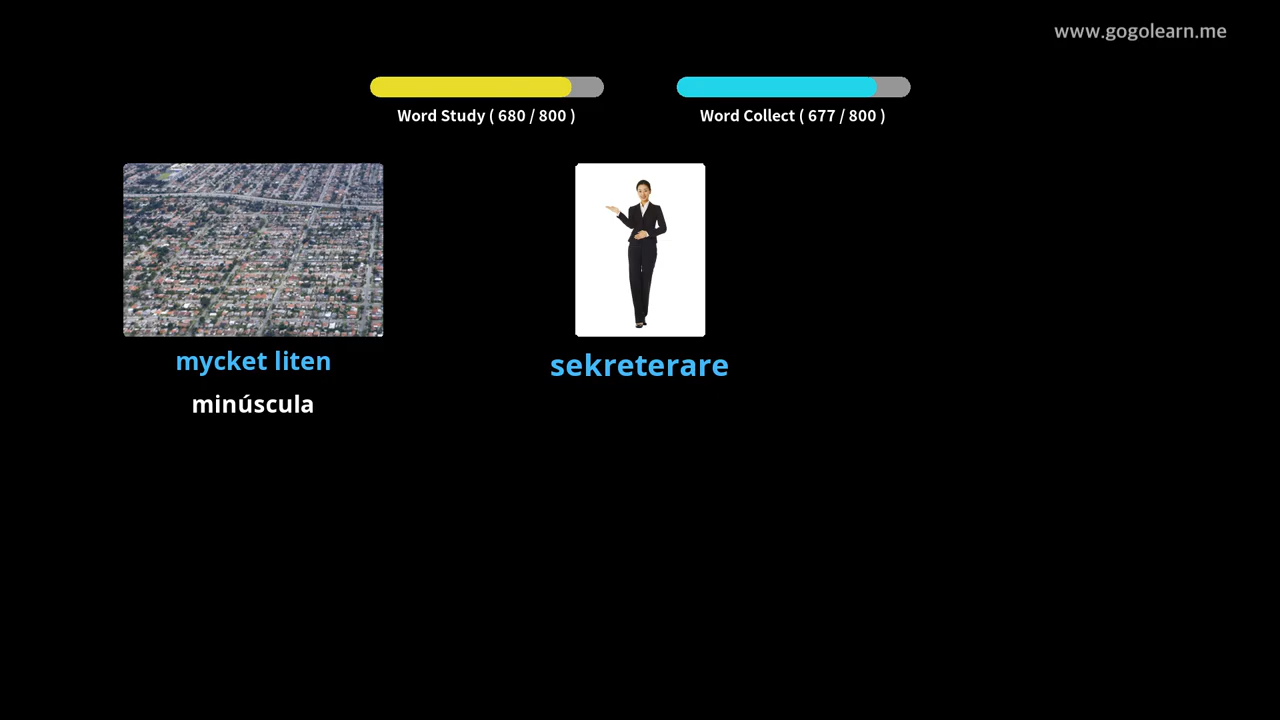 www.gogolearn.me
Word Study ( 680 / 800 )
Word Collect ( 677 / 800 )
mycket liten
minúscula
sekreterare